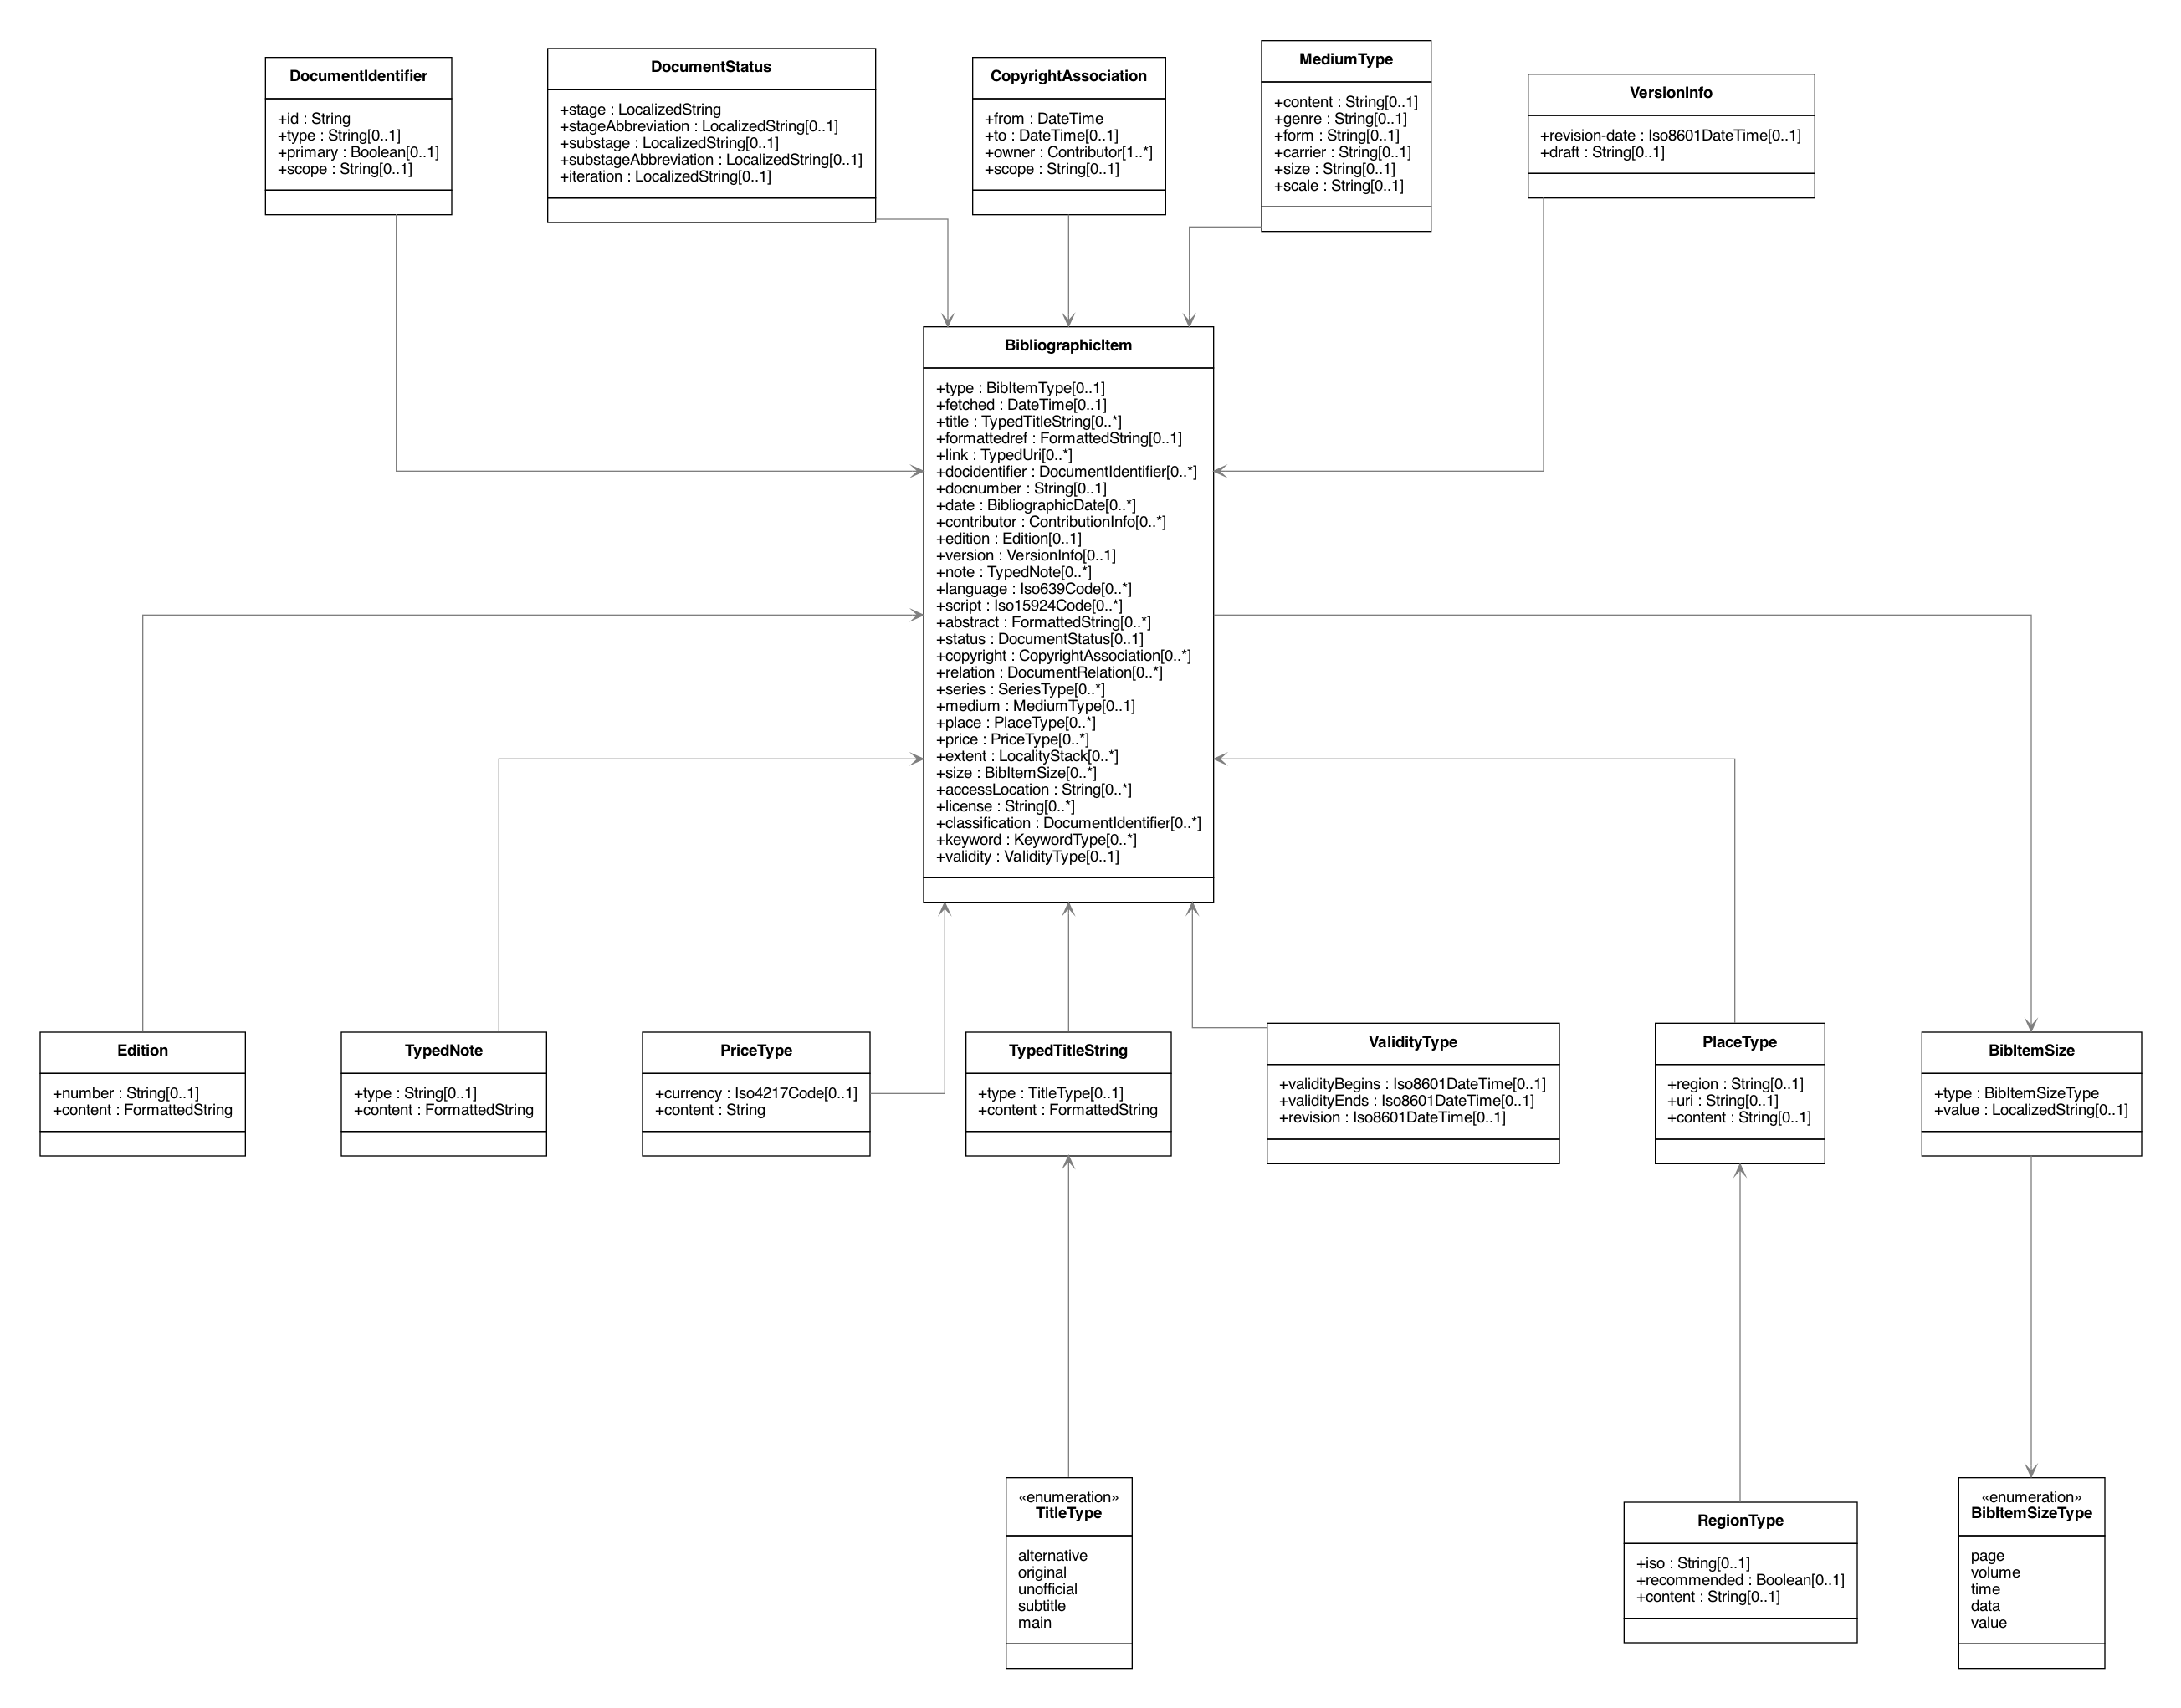 DocumentIdentifier
+id : String
+type : String[0..1]
+primary : Boolean[0..1]
+scope : String[0..1]
DocumentStatus
+stage : LocalizedString
+stageAbbreviation : LocalizedString[0..1]
+substage : LocalizedString[0..1]
+substageAbbreviation : LocalizedString[0..1]
+iteration : LocalizedString[0..1]
CopyrightAssociation
+from : DateTime
+to : DateTime[0..1]
+owner : Contributor[1..*]
+scope : String[0..1]
MediumType
+content : String[0..1]
+genre : String[0..1]
+form : String[0..1]
+carrier : String[0..1]
+size : String[0..1]
+scale : String[0..1]
VersionInfo
+revision-date : Iso8601DateTime[0..1]
+draft : String[0..1]
BibliographicItem
+type : BibItemType[0..1]
+fetched : DateTime[0..1]
+title : TypedTitleString[0..*]
+formattedref : FormattedString[0..1]
+link : TypedUri[0..*]
+docidentifier : DocumentIdentifier[0..*]
+docnumber : String[0..1]
+date : BibliographicDate[0..*]
+contributor : ContributionInfo[0..*]
+edition : Edition[0..1]
+version : VersionInfo[0..1]
+note : TypedNote[0..*]
+language : Iso639Code[0..*]
+script : Iso15924Code[0..*]
+abstract : FormattedString[0..*]
+status : DocumentStatus[0..1]
+copyright : CopyrightAssociation[0..*]
+relation : DocumentRelation[0..*]
+series : SeriesType[0..*]
+medium : MediumType[0..1]
+place : PlaceType[0..*]
+price : PriceType[0..*]
+extent : LocalityStack[0..*]
+size : BibItemSize[0..*]
+accessLocation : String[0..*]
+license : String[0..*]
+classification : DocumentIdentifier[0..*]
+keyword : KeywordType[0..*]
+validity : ValidityType[0..1]
Edition
+number : String[0..1]
+content : FormattedString
TypedNote
+type : String[0..1]
+content : FormattedString
PriceType
+currency : Iso4217Code[0..1]
+content : String
TypedTitleString
+type : TitleType[0..1]
+content : FormattedString
ValidityType
+validityBegins : Iso8601DateTime[0..1]
+validityEnds : Iso8601DateTime[0..1]
+revision : Iso8601DateTime[0..1]
PlaceType
+region : String[0..1]
+uri : String[0..1]
+content : String[0..1]
BibItemSize
+type : BibItemSizeType
+value : LocalizedString[0..1]
«enumeration»
TitleType
alternative
original
unofficial
subtitle
main
RegionType
+iso : String[0..1]
+recommended : Boolean[0..1]
+content : String[0..1]
«enumeration»
BibItemSizeType
page
volume
time
data
value